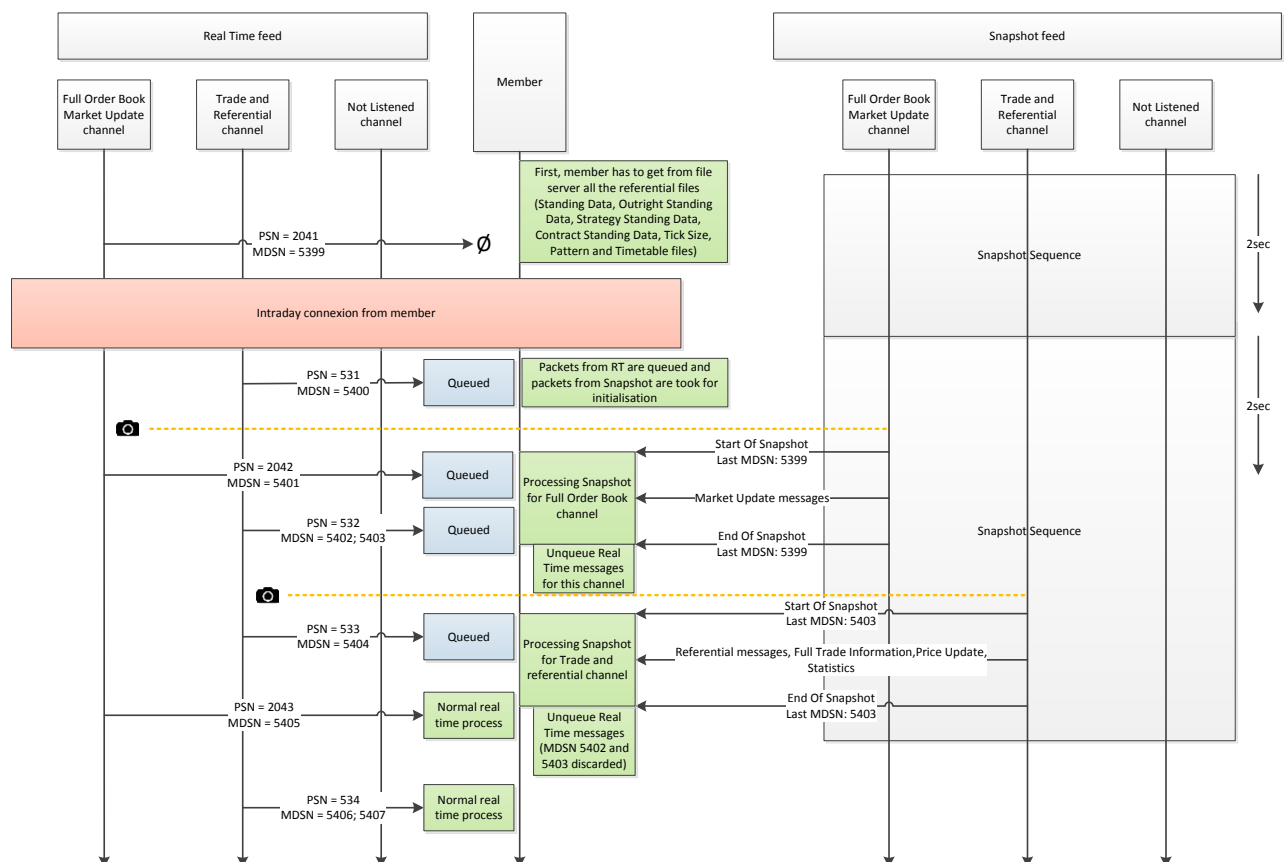 Real Time feed
Member
Snapshot feed
Full Order Book
Market Update
channel
Trade and
Referential
channel
Not Listened
channel
Full Order Book
Market Update
channel
Trade and
Referential
channel
Not Listened
channel
First, member has to get from file
server all the referential files
(Standing Data, Outright Standing
Data, Strategy Standing Data,
Contract Standing Data, Tick Size,
Pattern and Timetable files)
PSN = 2041
MDSN = 5399
Ø
Snapshot Sequence
2sec
Intraday connexion from member
PSN = 531
MDSN = 5400
Queued
Packets from RT are queued and
packets from Snapshot are took for
initialisation
2sec
Start Of Snapshot
Last MDSN: 5399
PSN = 2042
MDSN = 5401
Queued
Processing Snapshot
for Full Order Book
channel
Market Update messages
PSN = 532
MDSN = 5402; 5403
Queued
End Of Snapshot
Last MDSN: 5399
Snapshot Sequence
Unqueue Real
Time messages
for this channel
Start Of Snapshot
Last MDSN: 5403
PSN = 533
MDSN = 5404
Queued
Processing Snapshot
for Trade and
referential channel
Referential messages, Full Trade Information,Price Update,
Statistics
End Of Snapshot
Last MDSN: 5403
PSN = 2043
MDSN = 5405
Normal real
time process
Unqueue Real
Time messages
(MDSN 5402 and
5403 discarded)
PSN = 534
MDSN = 5406; 5407
Normal real
time process